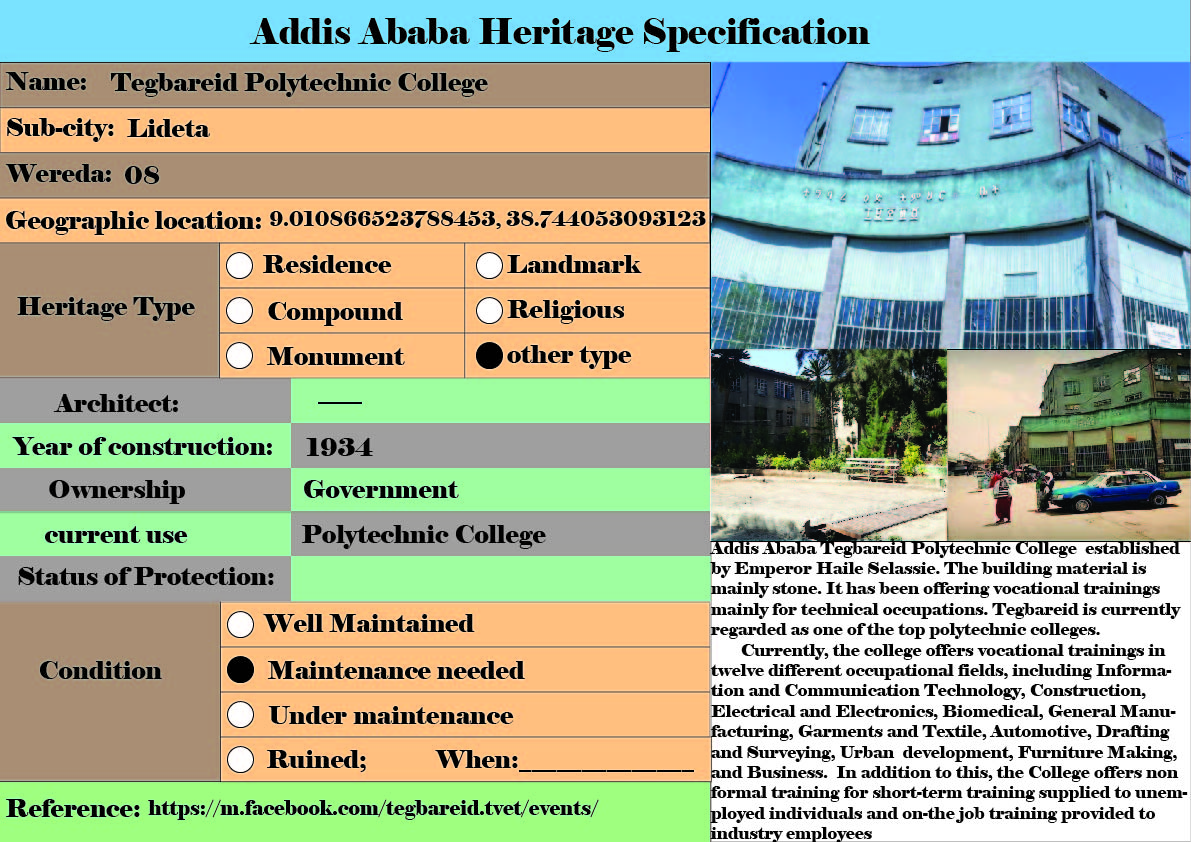 Addis Ababa Heritage Specification
Name: Tegbareid Polytechnic College
Sub-city: Lideta
Wereda: 08
Geographic location: 9.010866523788453, 38.744053093123
Heritage Type
Residence
Landmark
Compound
Religious
Monument
other type
Architect: —
Year of construction: 1934
Ownership Government
current use Polytechnic College
Status of Protection:
Condition
Well Maintained
Maintenance needed
Under maintenance
Ruined; When:_______________
Reference: https://m.facebook.com/tegbareid.tvet/events/
Addis Ababa Tegbareid Polytechnic College established
by Emperor Haile Selassie. The building material is
mainly stone. It has been offering vocational trainings
mainly for technical occupations. Tegbareid is currently
regarded as one of the top polytechnic colleges.
Currently, the college offers vocational trainings in
twelve different occupational fields, including Informa-
tion and Communication Technology, Construction,
Electrical and Electronics, Biomedical, General Manu-
facturing, Garments and Textile, Automotive, Drafting
and Surveying, Urban development, Furniture Making,
and Business. In addition to this, the College offers non
formal training for short-term training supplied to unem-
ployed individuals and on-the job training provided to
industry employees